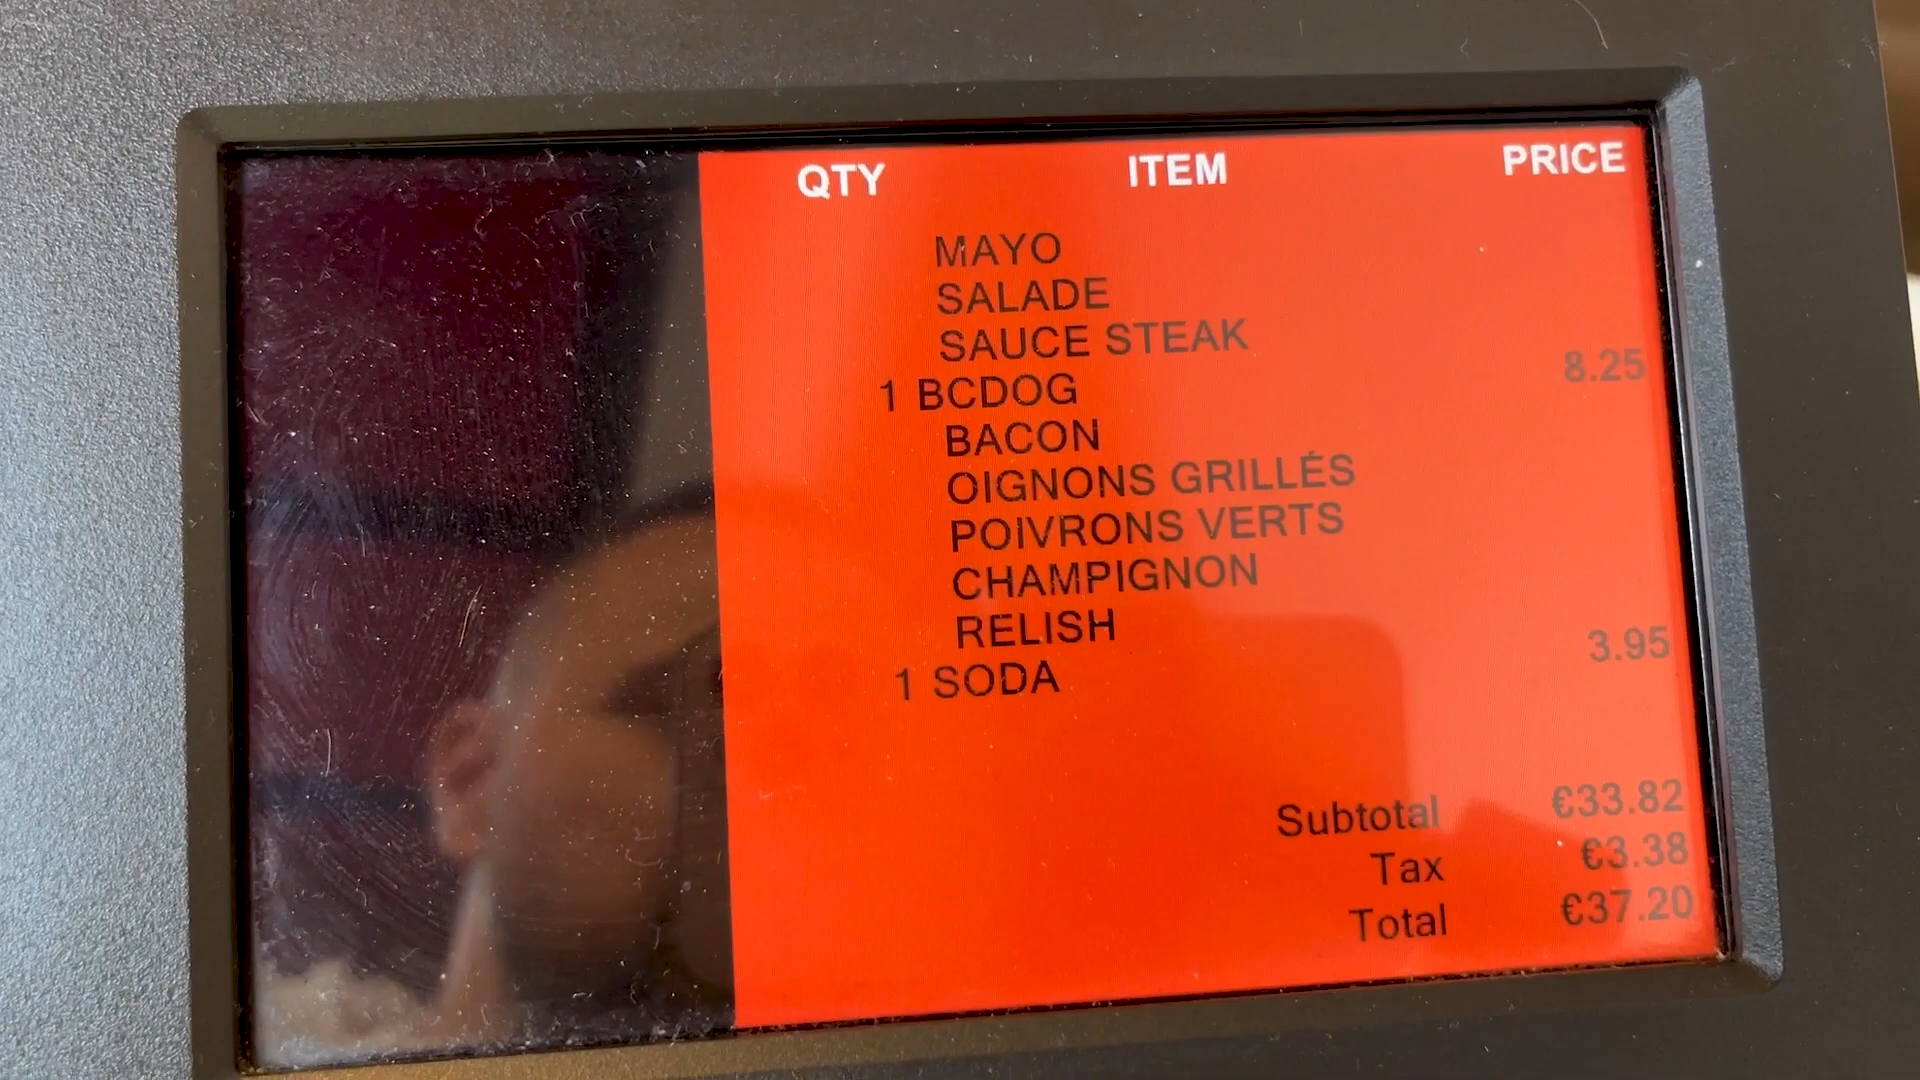 QTY ITEM PRICE
MAYO
SALADE
SAUCE STEAK
1 BCDOG 8.25
BACON
OIGNONS GRILLÉS
POIVRONS VERTS
CHAMPIGNON
RELISH
1 SODA 3.95
Subtotal €33.82
Tax €3.38
Total €37.20